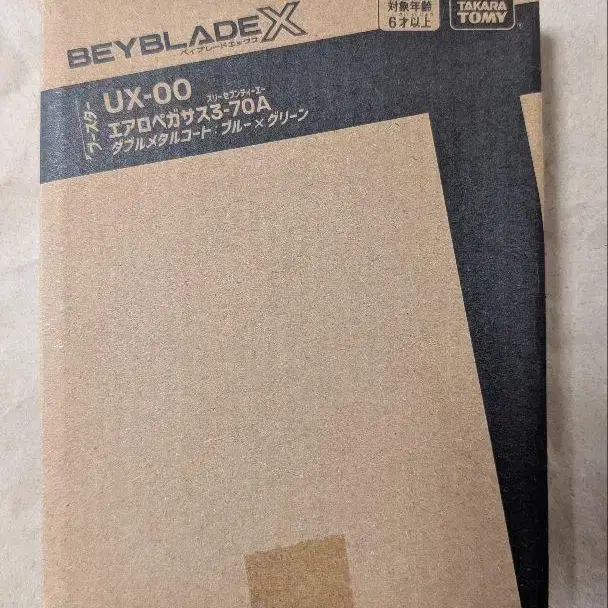 BEYBLADE X
ベイブレードエックス
対象年齢
6才以上
TAKARA
TOMY
ブースター
UX-00
スリーセブンティーエー
エアロペガサス3-70A
ダブルメタルコート:ブルー×グリーン